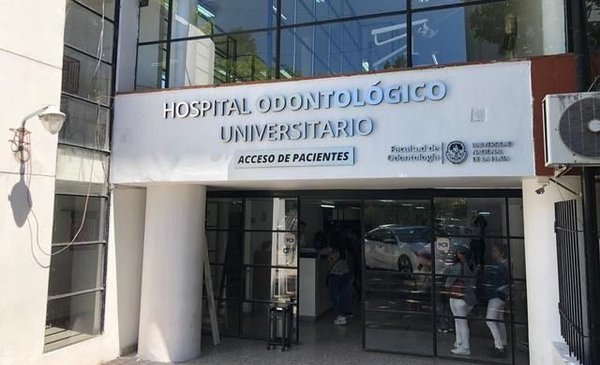 HOSPITAL ODONTOLÓGICO
UNIVERSITARIO
ACCESO DE PACIENTES
Facultad de
Odontología
UNIVERSIDAD
NACIONAL
DE LA PLATA